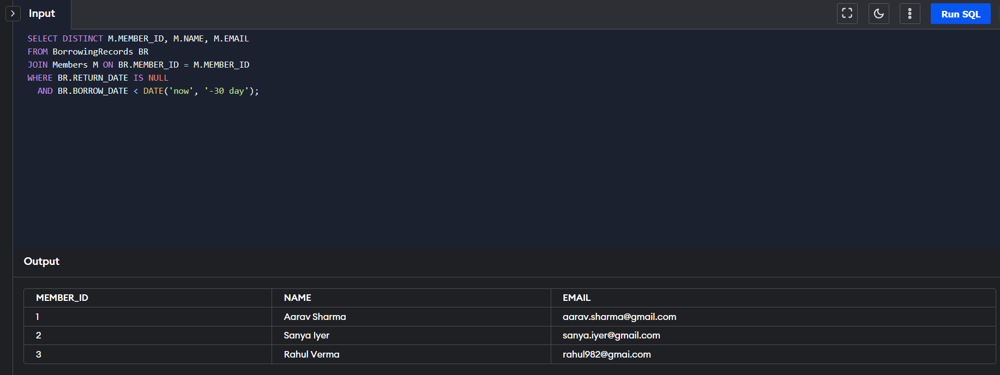 Input
Run SQL
SELECT DISTINCT M.MEMBER_ID, M.NAME, M.EMAIL
FROM BorrowingRecords BR
JOIN Members M ON BR.MEMBER_ID = M.MEMBER_ID
WHERE BR.RETURN_DATE IS NULL
  AND BR.BORROW_DATE < DATE('now', '-30 day');
Output
MEMBER_ID NAME EMAIL
1 Aarav Sharma aarav.sharma@gmail.com
2 Sanya Iyer sanya.iyer@gmail.com
3 Rahul Verma rahul982@gmai.com